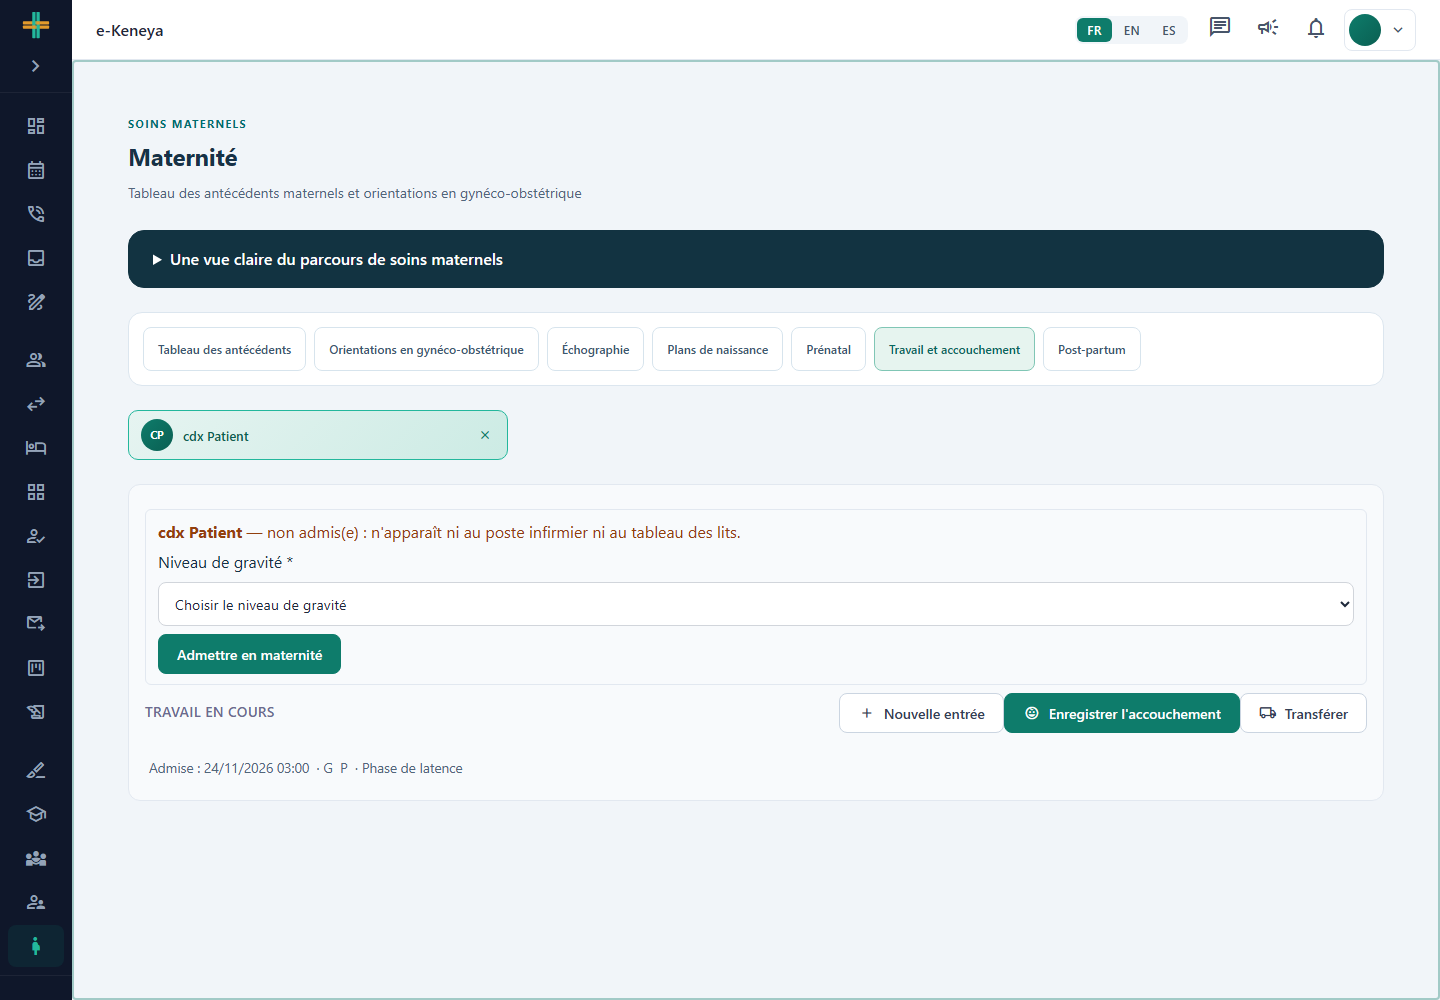 e-Keneya
FR EN ES
SOINS MATERNELS
Maternité
Tableau des antécédents maternels et orientations en gynéco-obstétrique
Une vue claire du parcours de soins maternels
Tableau des antécédents
Orientations en gynéco-obstétrique
Échographie
Plans de naissance
Prénatal
Travail et accouchement
Post-partum
CP cdx Patient ×
cdx Patient — non admis(e) : n'apparaît ni au poste infirmier ni au tableau des lits.
Niveau de gravité *
Choisir le niveau de gravité
Admettre en maternité
TRAVAIL EN COURS
+ Nouvelle entrée
Enregistrer l'accouchement
Transférer
Admise : 24/11/2026 03:00 · G P · Phase de latence